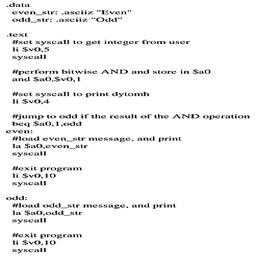 .data
even_str: .asciiz "Even"
odd_str: .asciiz "Odd"
.text
#set syscall to get integer from user
li $v0,5
syscall
#perform bitwise AND and store in $a0
and $a0,$v0,1
#set syscall to print dytomh
li $v0,4
#jump to odd if the result of the AND operation
beq $a0,1,odd
even:
#load even_str message, and print
la $a0,even_str
syscall
#exit program
li $v0,10
syscall
odd:
#load odd_str message, and print
la $a0,odd_str
syscall
#exit program
li $v0,10
syscall